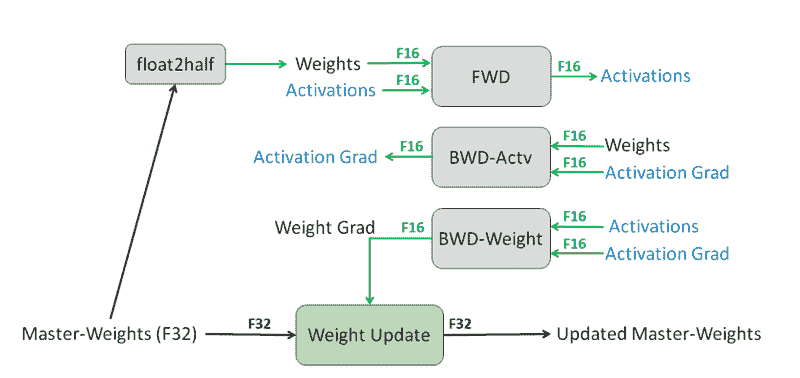 float2half
Weights
F16
Activations
F16
FWD
F16
Activations
Activation Grad
F16
BWD-Actv
F16
Weights
F16
Activation Grad
Weight Grad
F16
BWD-Weight
F16
Activations
F16
Activation Grad
Master-Weights (F32)
F32
Weight Update
F32
Updated Master-Weights